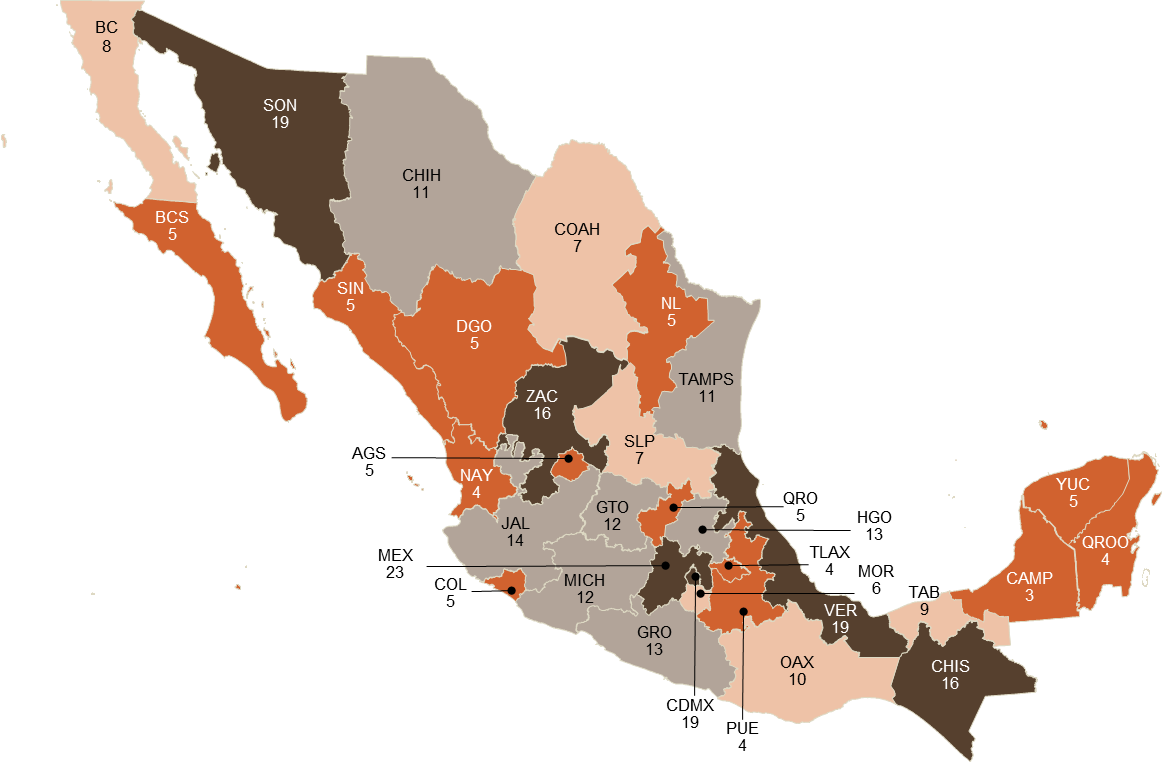 BC
8
SON
19
CHIH
11
BCS
5
COAH
7
SIN
5
NL
5
DGO
5
TAMPS
11
ZAC
16
SLP
7
AGS
5
NAY
4
YUC
5
QRO
5
GTO
12
HGO
13
JAL
14
QROO
4
MEX
23
TLAX
4
MOR
6
CAMP
3
COL
5
MICH
12
TAB
9
VER
19
GRO
13
OAX
10
CHIS
16
CDMX
19
PUE
4